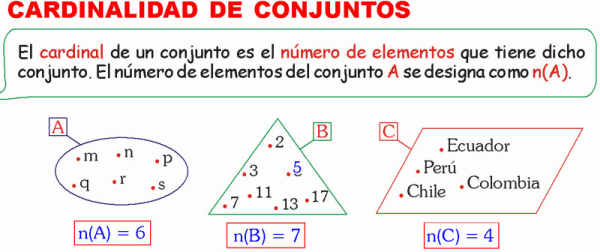 CARDINALIDAD DE CONJUNTOS
El cardinal de un conjunto es el número de elementos que tiene dicho
conjunto. El número de elementos del conjunto A se designa como n(A).
A
m
n
p
q
r
s
n(A) = 6
B
2
3
5
7
11
13
17
n(B) = 7
C
Ecuador
Perú
Chile
Colombia
n(C) = 4